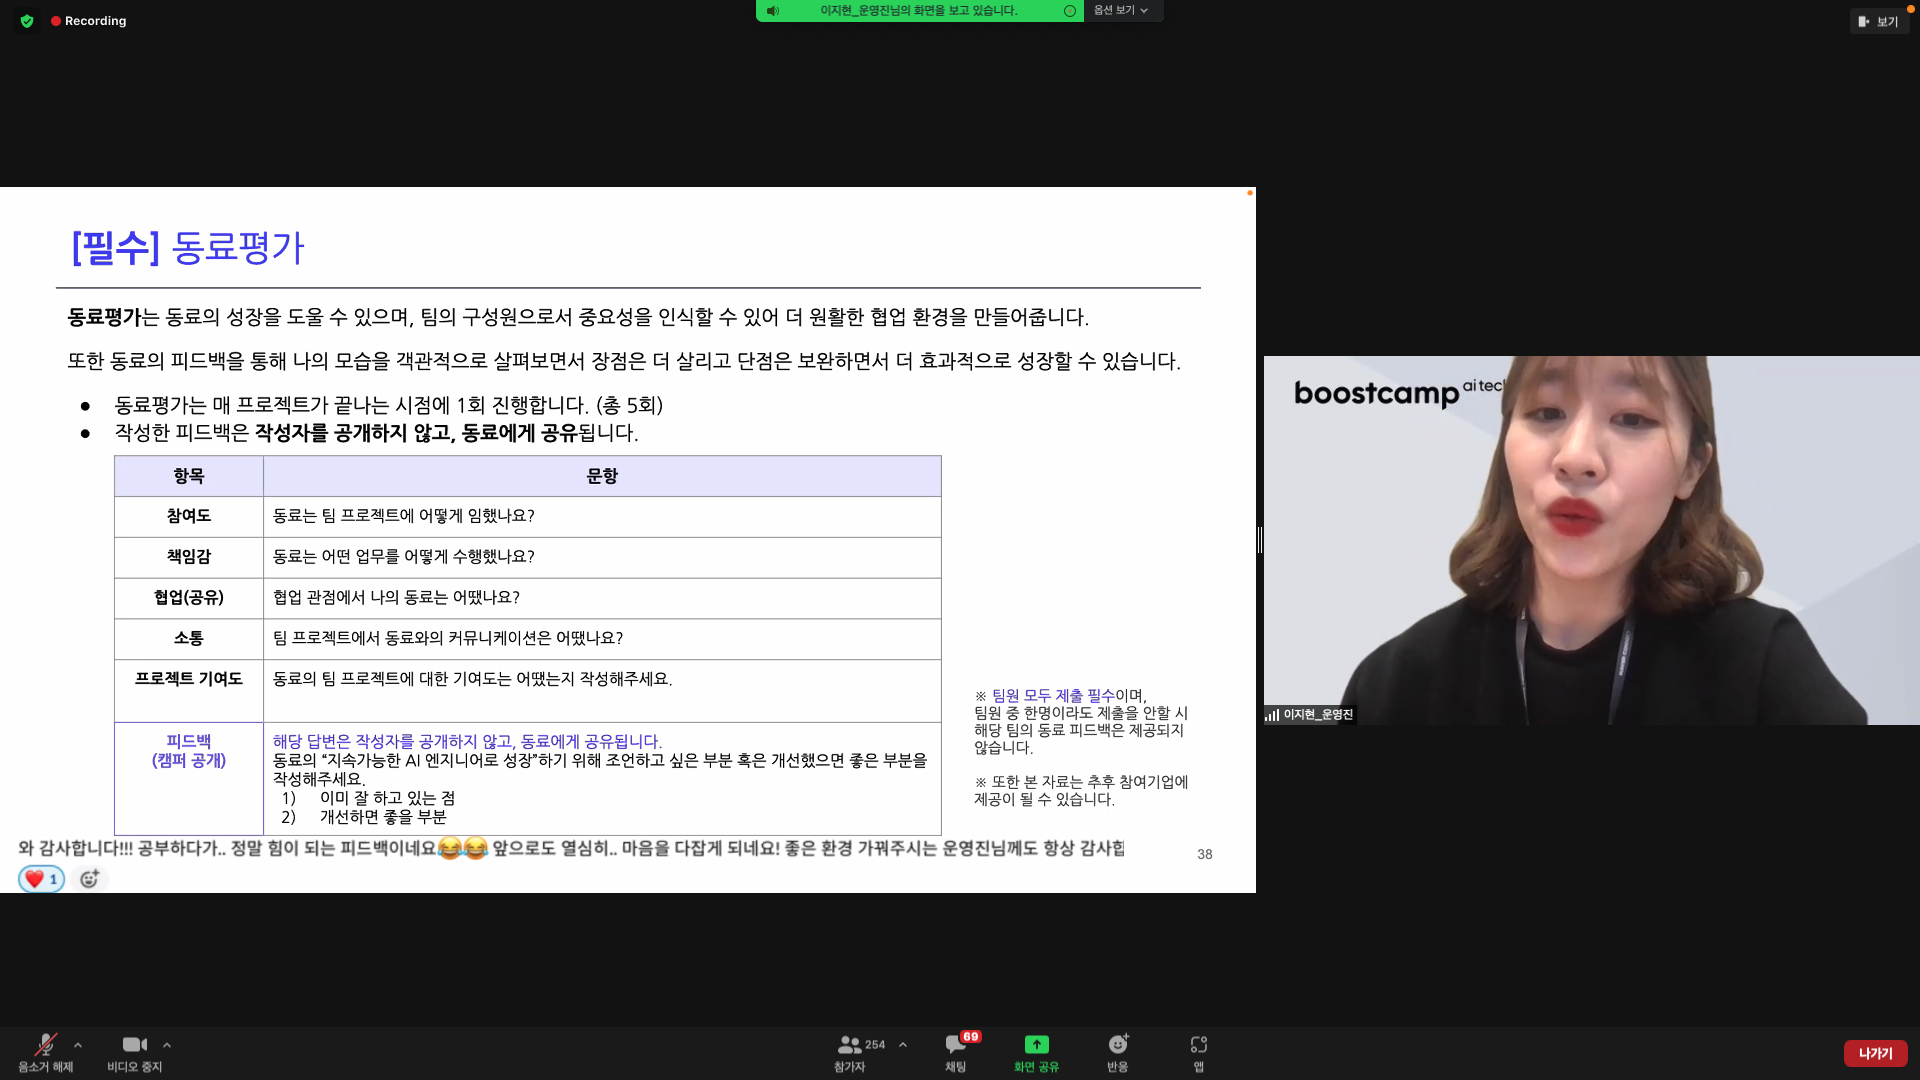 Recording
이지현_운영진님의 화면을 보고 있습니다.
옵션 보기
보기
[필수] 동료평가
동료평가는 동료의 성장을 도울 수 있으며, 팀의 구성원으로서 중요성을 인식할 수 있어 더 원활한 협업 환경을 만들어줍니다.
또한 동료의 피드백을 통해 나의 모습을 객관적으로 살펴보면서 장점은 더 살리고 단점은 보완하면서 더 효과적으로 성장할 수 있습니다.
● 동료평가는 매 프로젝트가 끝나는 시점에 1회 진행합니다. (총 5회)
● 작성한 피드백은 작성자를 공개하지 않고, 동료에게 공유됩니다.
항목 문항
참여도 동료는 팀 프로젝트에 어떻게 임했나요?
책임감 동료는 어떤 업무를 어떻게 수행했나요?
협업(공유) 협업 관점에서 나의 동료는 어땠나요?
소통 팀 프로젝트에서 동료와의 커뮤니케이션은 어땠나요?
프로젝트 기여도 동료의 팀 프로젝트에 대한 기여도는 어땠는지 작성해주세요.
피드백
(캠퍼 공개)
해당 답변은 작성자를 공개하지 않고, 동료에게 공유됩니다.
동료의 “지속가능한 AI 엔지니어로 성장”하기 위해 조언하고 싶은 부분 혹은 개선했으면 좋은 부분을
작성해주세요.
1) 이미 잘 하고 있는 점
2) 개선하면 좋을 부분
※ 팀원 모두 제출 필수이며,
팀원 중 한명이라도 제출을 안할 시
해당 팀의 동료 피드백은 제공되지
않습니다.
※ 또한 본 자료는 추후 참여기업에
제공이 될 수 있습니다.
와 감사합니다!!! 공부하다가.. 정말 힘이 되는 피드백이네요😂😂 앞으로도 열심히.. 마음을 다잡게 되네요! 좋은 환경 가꿔주시는 운영진님께도 항상 감사합
❤️ 1
38
boostcamp ai tech
이지현_운영진
음소거 해제
비디오 중지
254
참가자
69
채팅
화면 공유
반응
앱
나가기